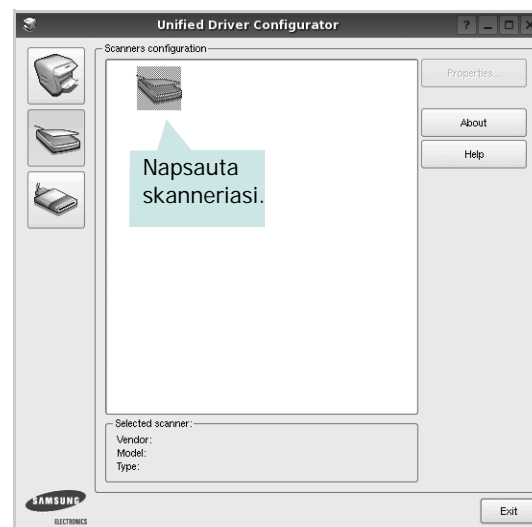 Unified Driver Configurator
Scanners configuration
Properties...
About
Help
Napsauta
skanneriasi.
Selected scanner:
Vendor:
Model:
Type:
SAMSUNG
ELECTRONICS
Exit